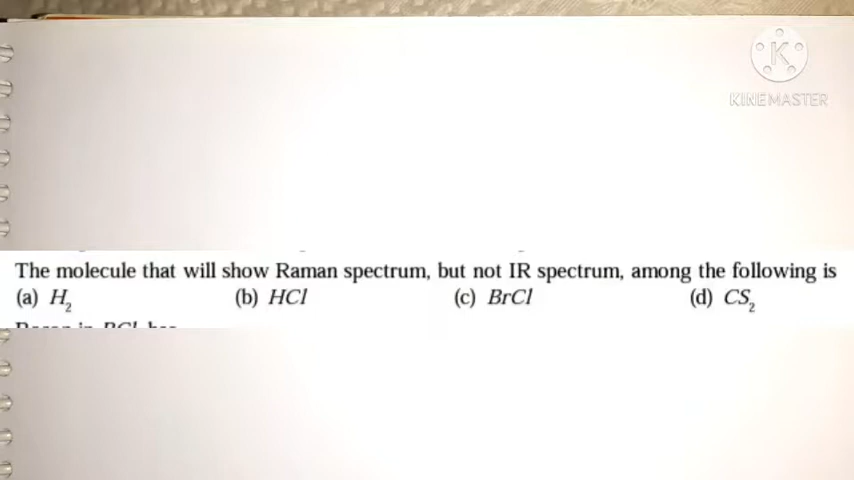 K
KINEMASTER
The molecule that will show Raman spectrum, but not IR spectrum, among the following is
(a) H₂ (b) HCl (c) BrCl (d) CS₂